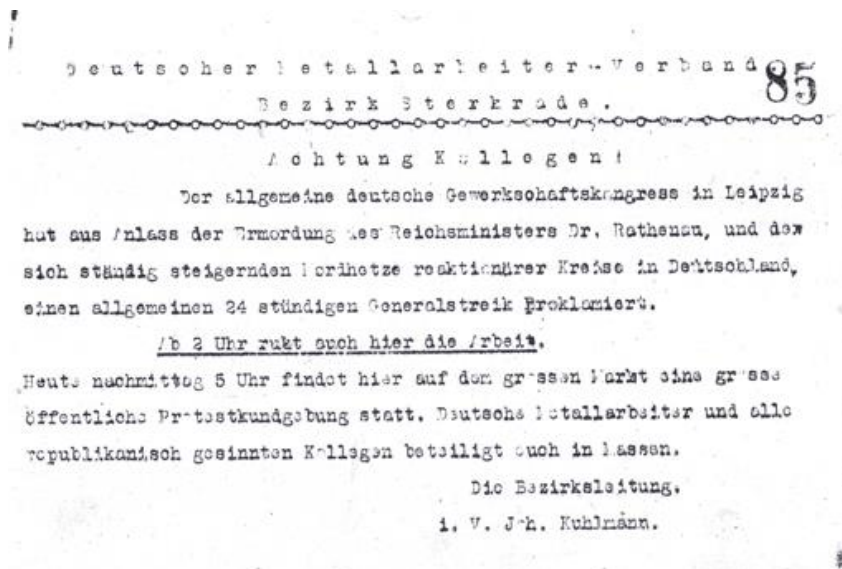 Deutscher Metallarbeiter-Verband
85
Bezirk Sterkrade.
Achtung Kollegen!
Der allgemeine deutsche Gewerkschaftskongress in Leipzig
hat aus Anlass der Ermordung des Reichsministers Dr. Rathenau, und der
sich ständig steigernden Mordhetze reaktionärer Kreise in Deutschland,
einen allgemeinen 24 stündigen Generalstreik Proklamiert.
Ab 2 Uhr ruht auch hier die Arbeit.
Heute nachmittag 5 Uhr findet hier auf dem grossen Markt eine grosse
öffentliche Protestkundgebung statt. Deutsche Metallarbeiter und alle
republikanisch gesinnten Kollegen beteiligt euch in Massen.
Die Bezirksleitung.
i. V. Joh. Kuhlmann.